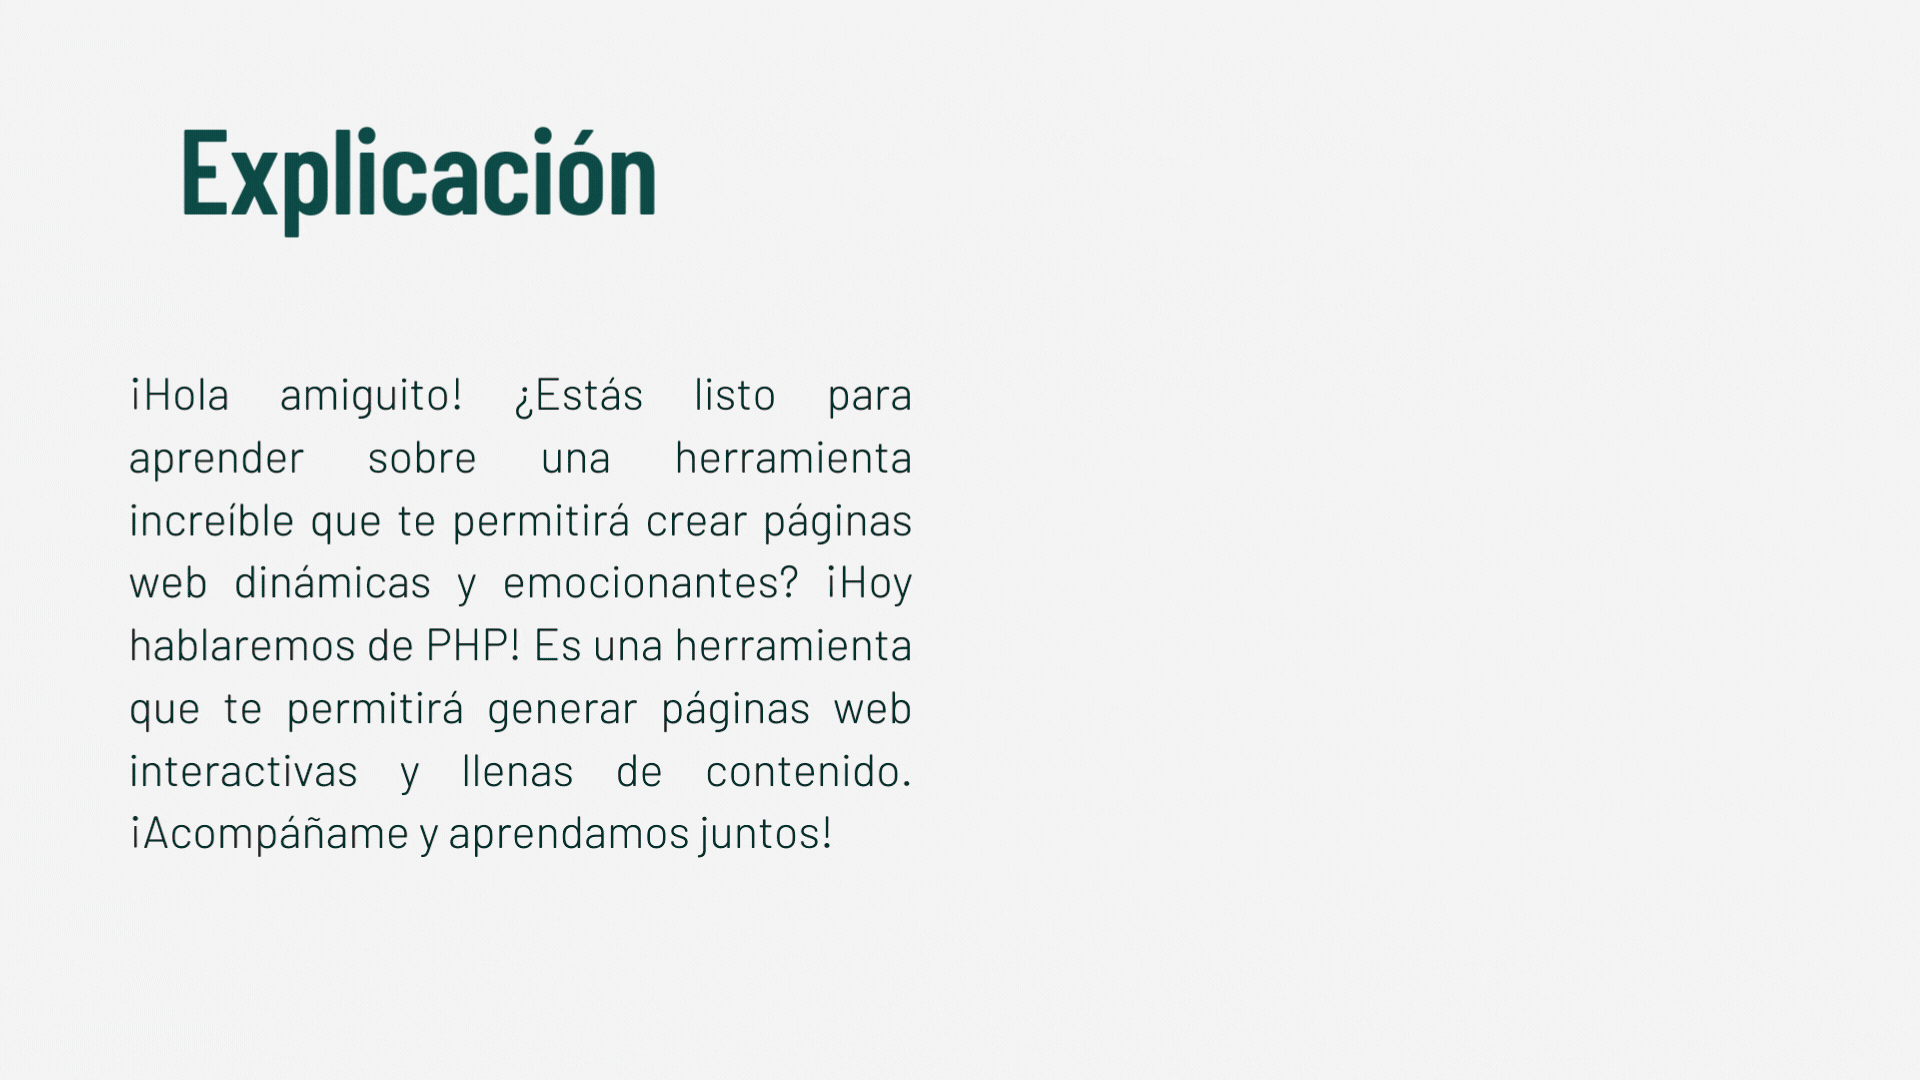 Explicación
¡Hola amiguito! ¿Estás listo para
aprender sobre una herramienta
increíble que te permitirá crear páginas
web dinámicas y emocionantes? ¡Hoy
hablaremos de PHP! Es una herramienta
que te permitirá generar páginas web
interactivas y llenas de contenido.
¡Acompáñame y aprendamos juntos!